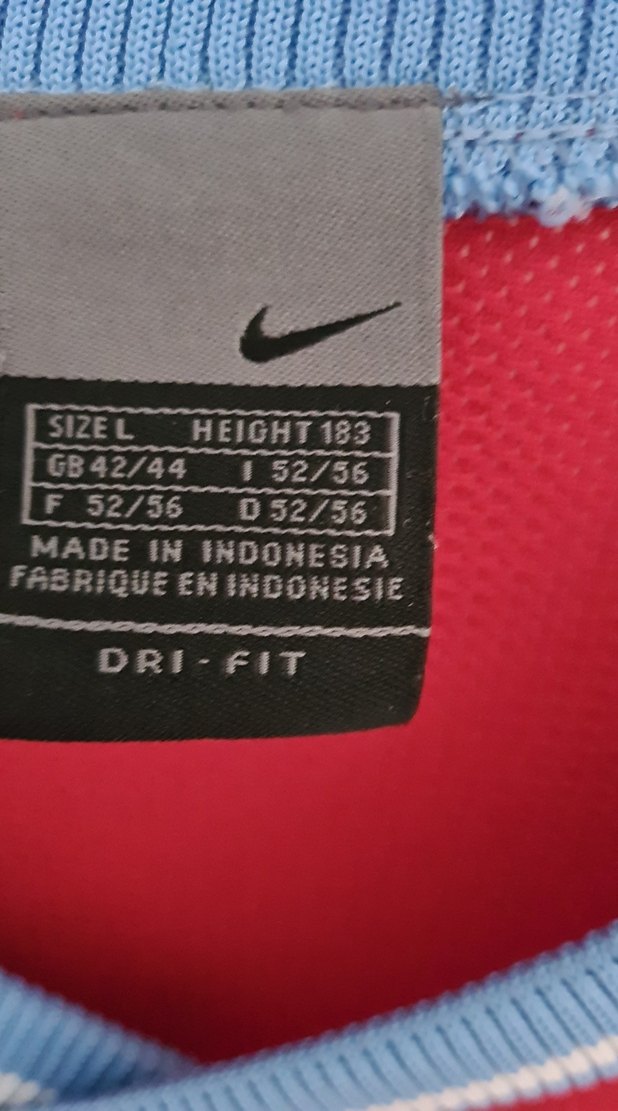 SIZE L HEIGHT 183
GB 42/44 I 52/56
F 52/56 D 52/56
MADE IN INDONESIA
FABRIQUE EN INDONESIE
DRI-FIT